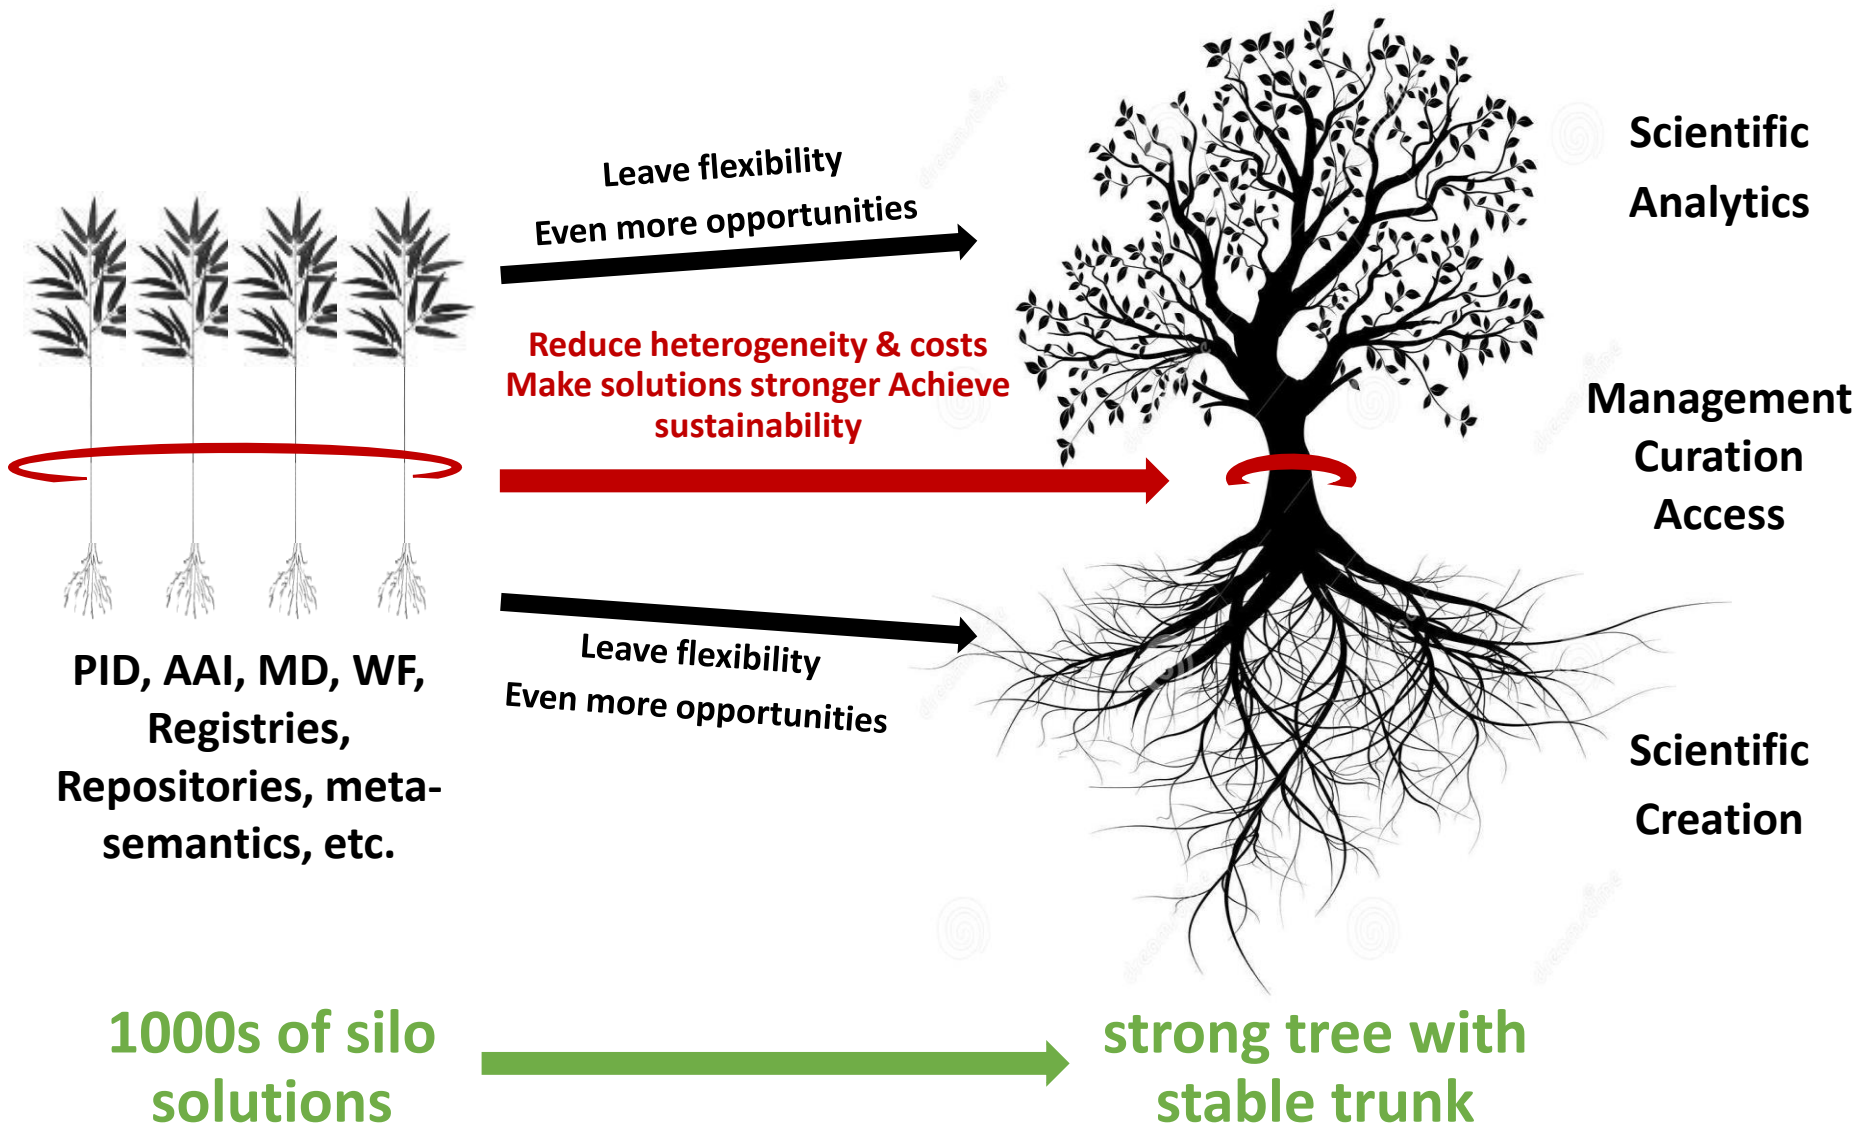 Leave flexibility
Even more opportunities
Reduce heterogeneity & costs
Make solutions stronger Achieve
sustainability
Leave flexibility
Even more opportunities
PID, AAI, MD, WF,
Registries,
Repositories, meta-
semantics, etc.
Scientific
Analytics
Management
Curation
Access
Scientific
Creation
1000s of silo
solutions
strong tree with
stable trunk